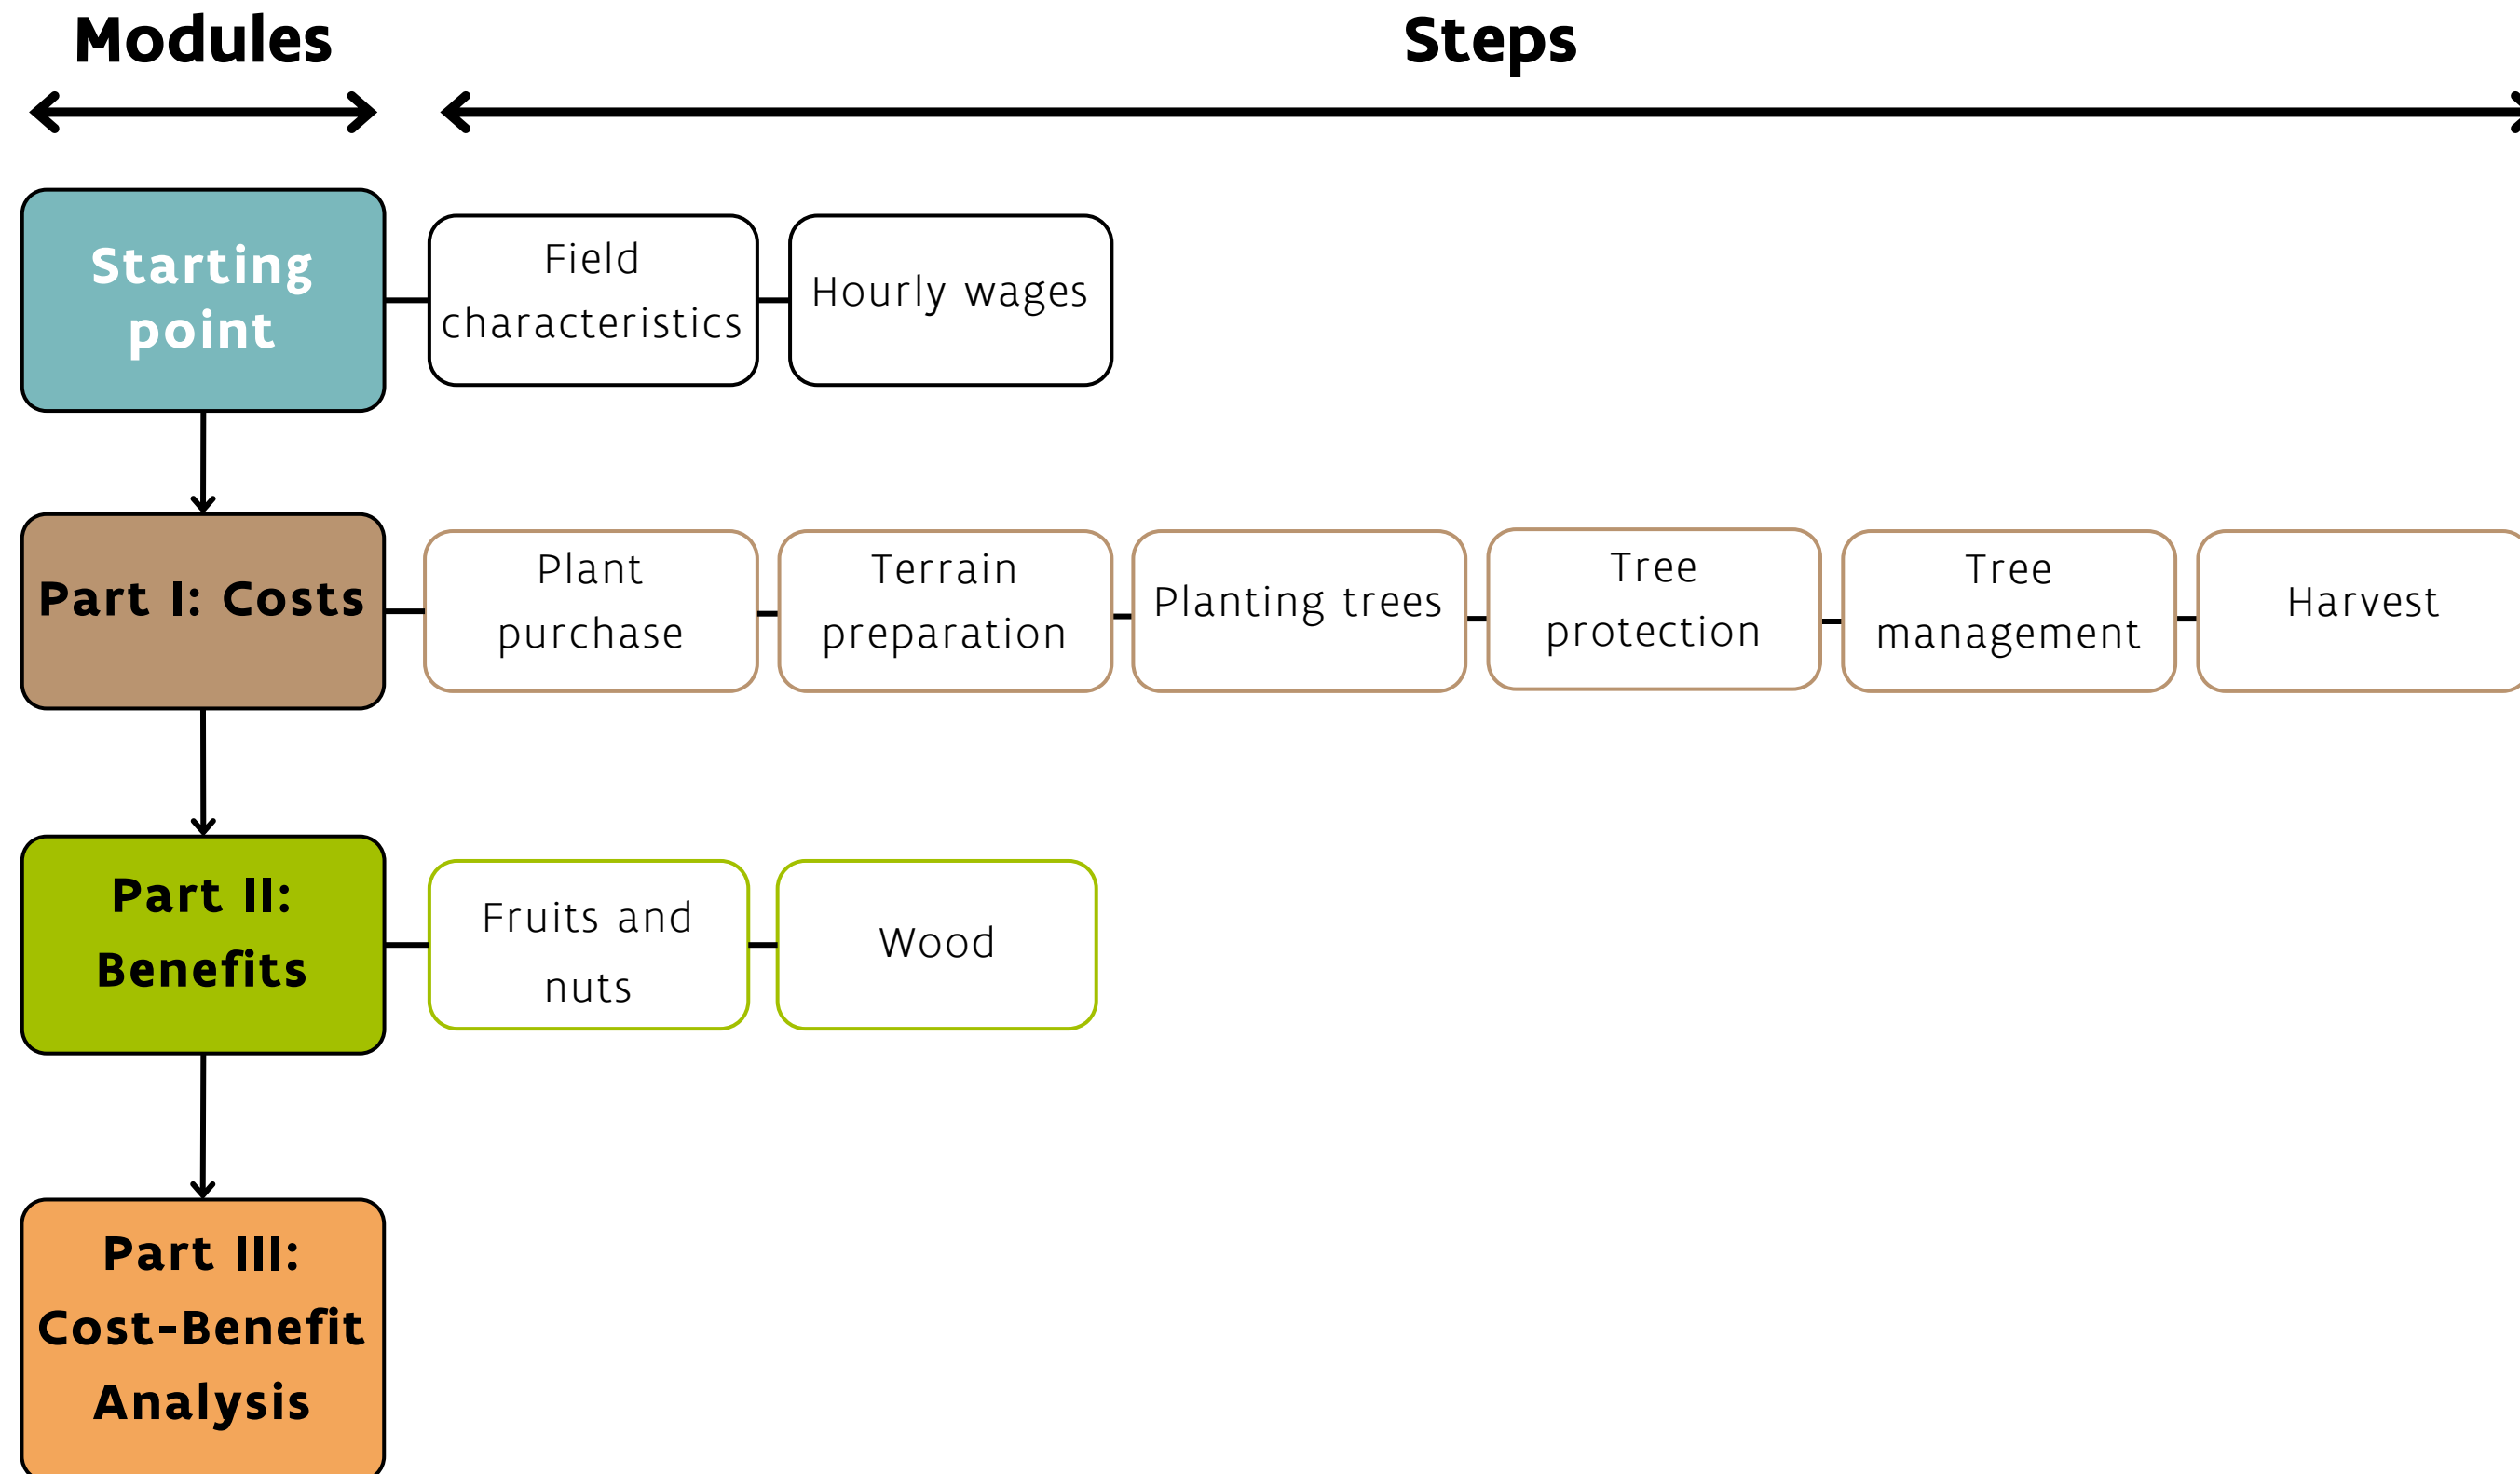 Modules
Steps
Starting
point
Field
characteristics
Hourly wages
Part I: Costs
Plant
purchase
Terrain
preparation
Planting trees
Tree
protection
Tree
management
Harvest
Part II:
Benefits
Fruits and
nuts
Wood
Part III:
Cost-Benefit
Analysis